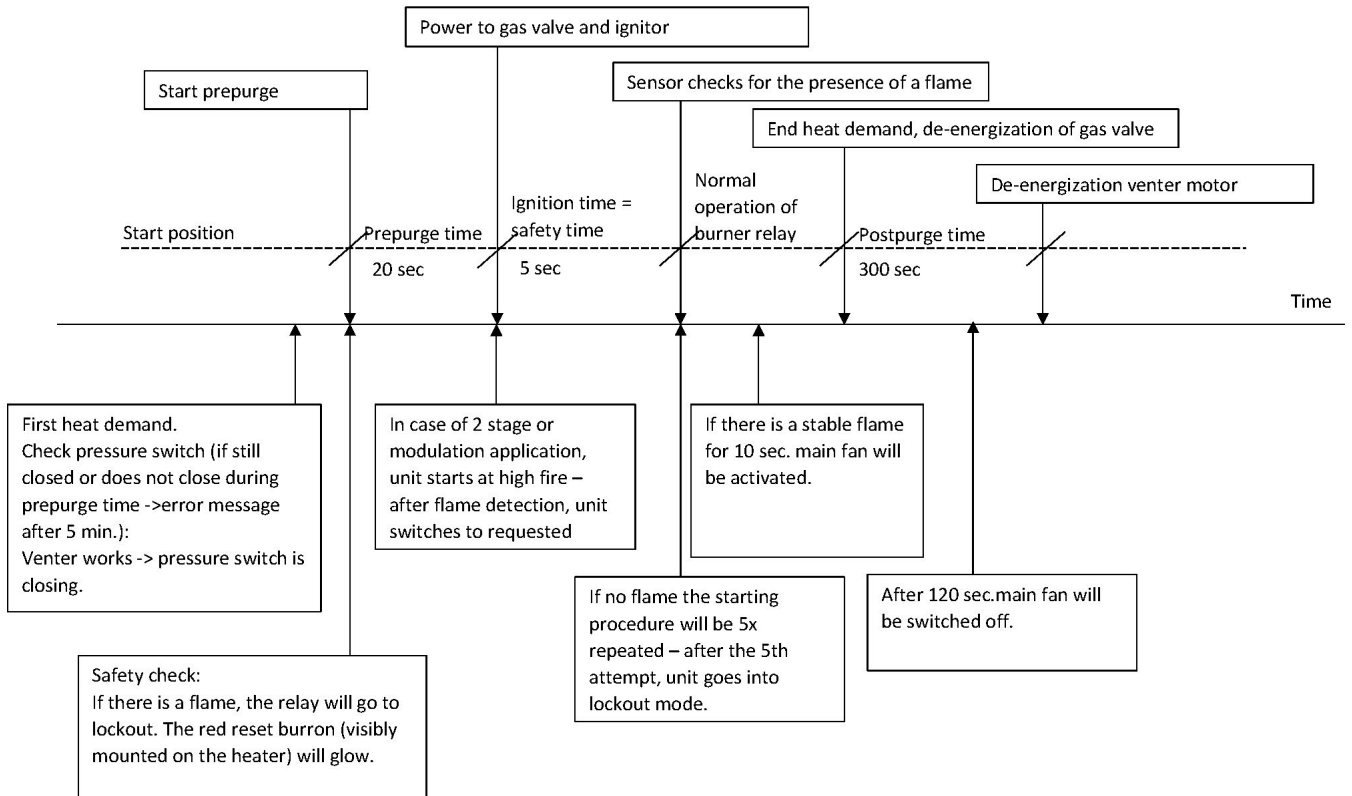 Power to gas valve and ignitor
Start prepurge
Sensor checks for the presence of a flame
End heat demand, de-energization of gas valve
De-energization venter motor
Start position
Prepurge time
20 sec
Ignition time =
safety time
5 sec
Normal
operation of
burner relay
Postpurge time
300 sec
Time
First heat demand.
Check pressure switch (if still
closed or does not close during
prepurge time ->error message
after 5 min.):
Venter works -> pressure switch is
closing.
In case of 2 stage or
modulation application,
unit starts at high fire –
after flame detection, unit
switches to requested
If there is a stable flame
for 10 sec. main fan will
be activated.
If no flame the starting
procedure will be 5x
repeated – after the 5th
attempt, unit goes into
lockout mode.
After 120 sec.main fan will
be switched off.
Safety check:
If there is a flame, the relay will go to
lockout. The red reset burron (visibly
mounted on the heater) will glow.